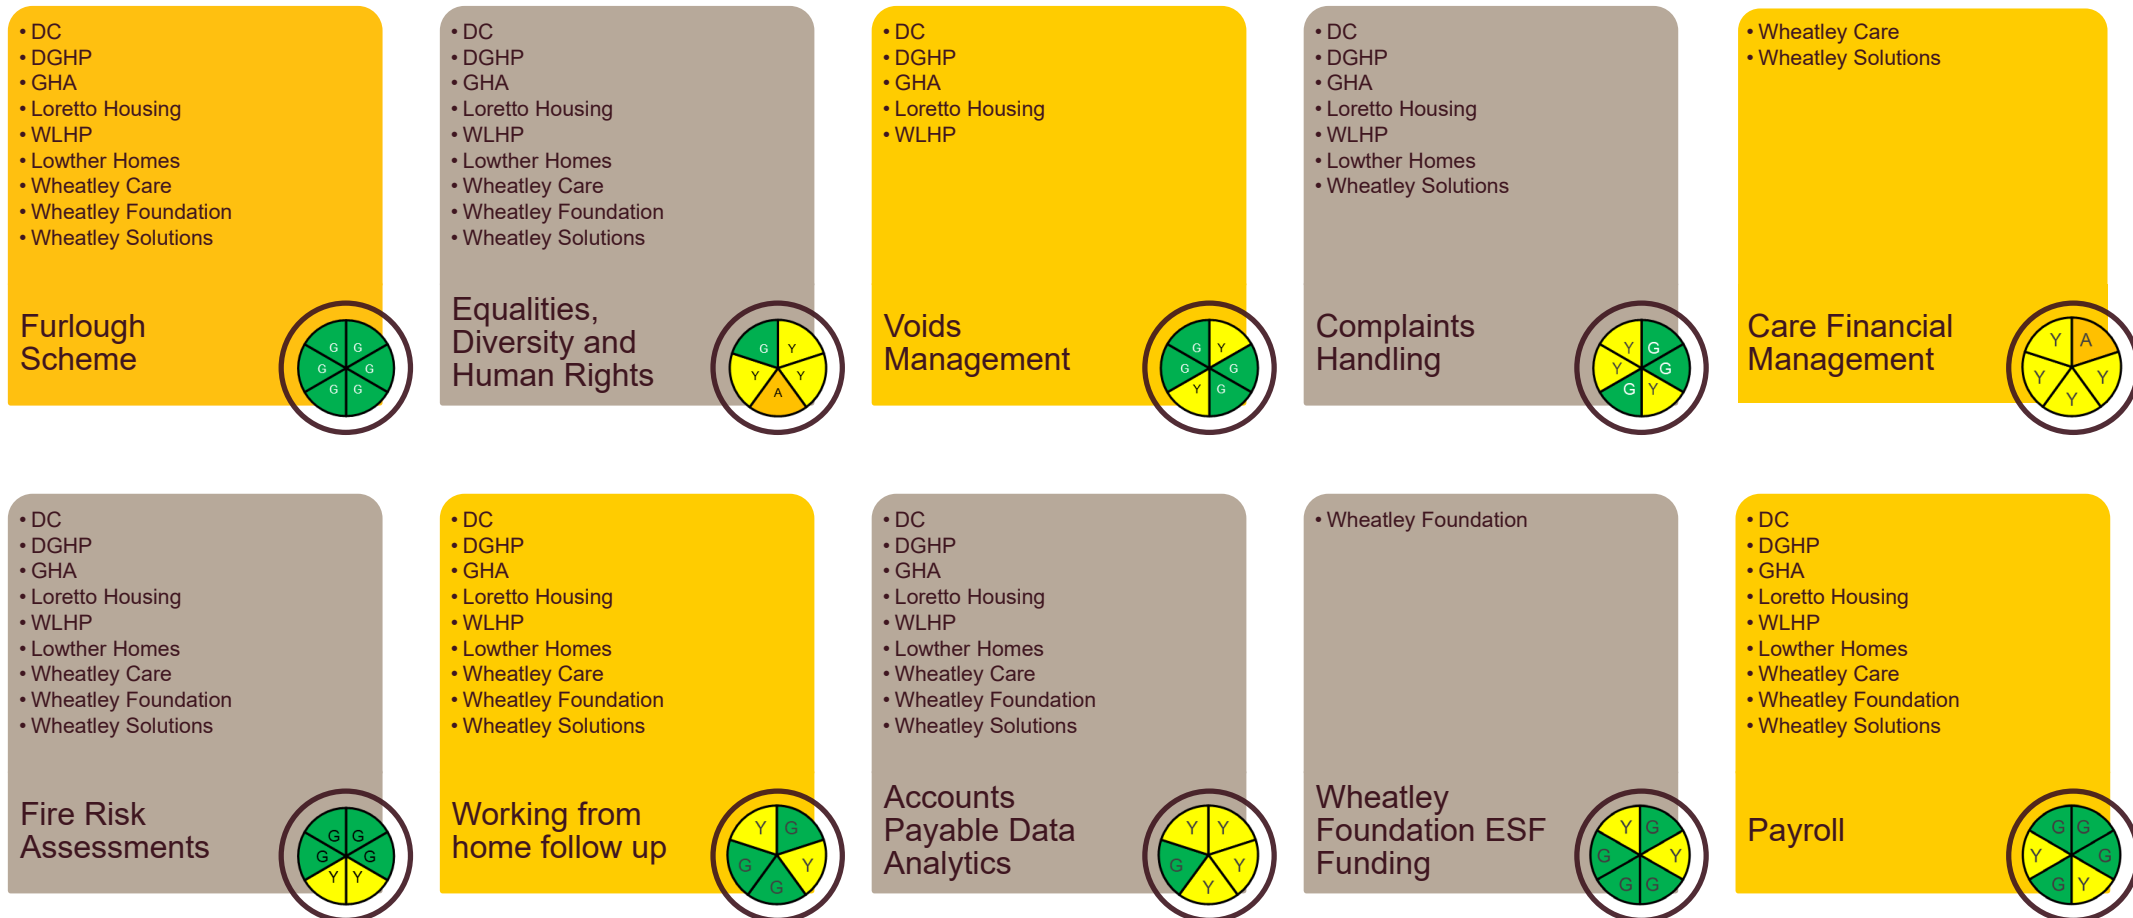 • DC
• DGHP
• GHA
• Loretto Housing
• WLHP
• Lowther Homes
• Wheatley Care
• Wheatley Foundation
• Wheatley Solutions
Furlough
Scheme
G G
G G
G G
• DC
• DGHP
• GHA
• Loretto Housing
• WLHP
• Lowther Homes
• Wheatley Care
• Wheatley Foundation
• Wheatley Solutions
Equalities,
Diversity and
Human Rights
G Y
Y Y
A
• DC
• DGHP
• GHA
• Loretto Housing
• WLHP
Voids
Management
G Y
G G
Y G
• DC
• DGHP
• GHA
• Loretto Housing
• WLHP
• Lowther Homes
• Wheatley Solutions
Complaints
Handling
Y G
Y G
G Y
• Wheatley Care
• Wheatley Solutions
Care Financial
Management
Y A
Y Y
Y
• DC
• DGHP
• GHA
• Loretto Housing
• WLHP
• Lowther Homes
• Wheatley Care
• Wheatley Foundation
• Wheatley Solutions
Fire Risk
Assessments
G G
G G
Y Y
• DC
• DGHP
• GHA
• Loretto Housing
• WLHP
• Lowther Homes
• Wheatley Care
• Wheatley Foundation
• Wheatley Solutions
Working from
home follow up
Y G
G Y
G
• DC
• DGHP
• GHA
• Loretto Housing
• WLHP
• Lowther Homes
• Wheatley Care
• Wheatley Foundation
• Wheatley Solutions
Accounts
Payable Data
Analytics
Y Y
G Y
Y
• Wheatley Foundation
Wheatley
Foundation ESF
Funding
Y G
G Y
G G
• DC
• DGHP
• GHA
• Loretto Housing
• WLHP
• Lowther Homes
• Wheatley Care
• Wheatley Foundation
• Wheatley Solutions
Payroll
G G
Y G
G Y